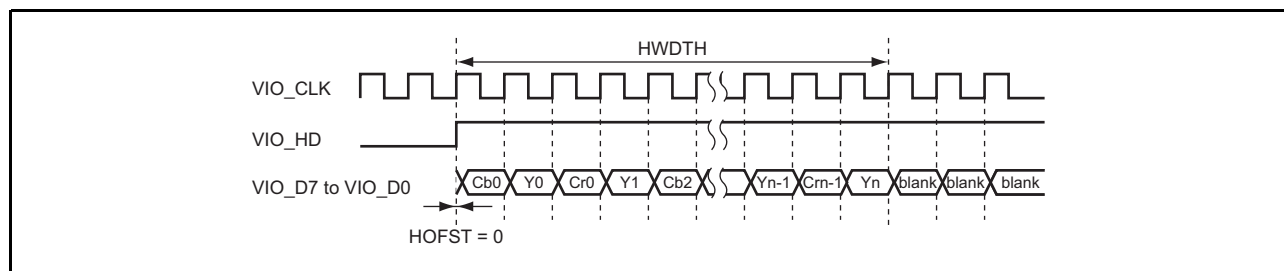 HWDTH
VIO_CLK
VIO_HD
VIO_D7 to VIO_D0 Cb0 Y0 Cr0 Y1 Cb2 Yn-1 Crn-1 Yn blank blank blank
HOFST = 0